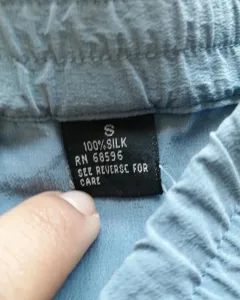 S
100%SILK
RN 68596
SEE REVERSE FOR
CARE